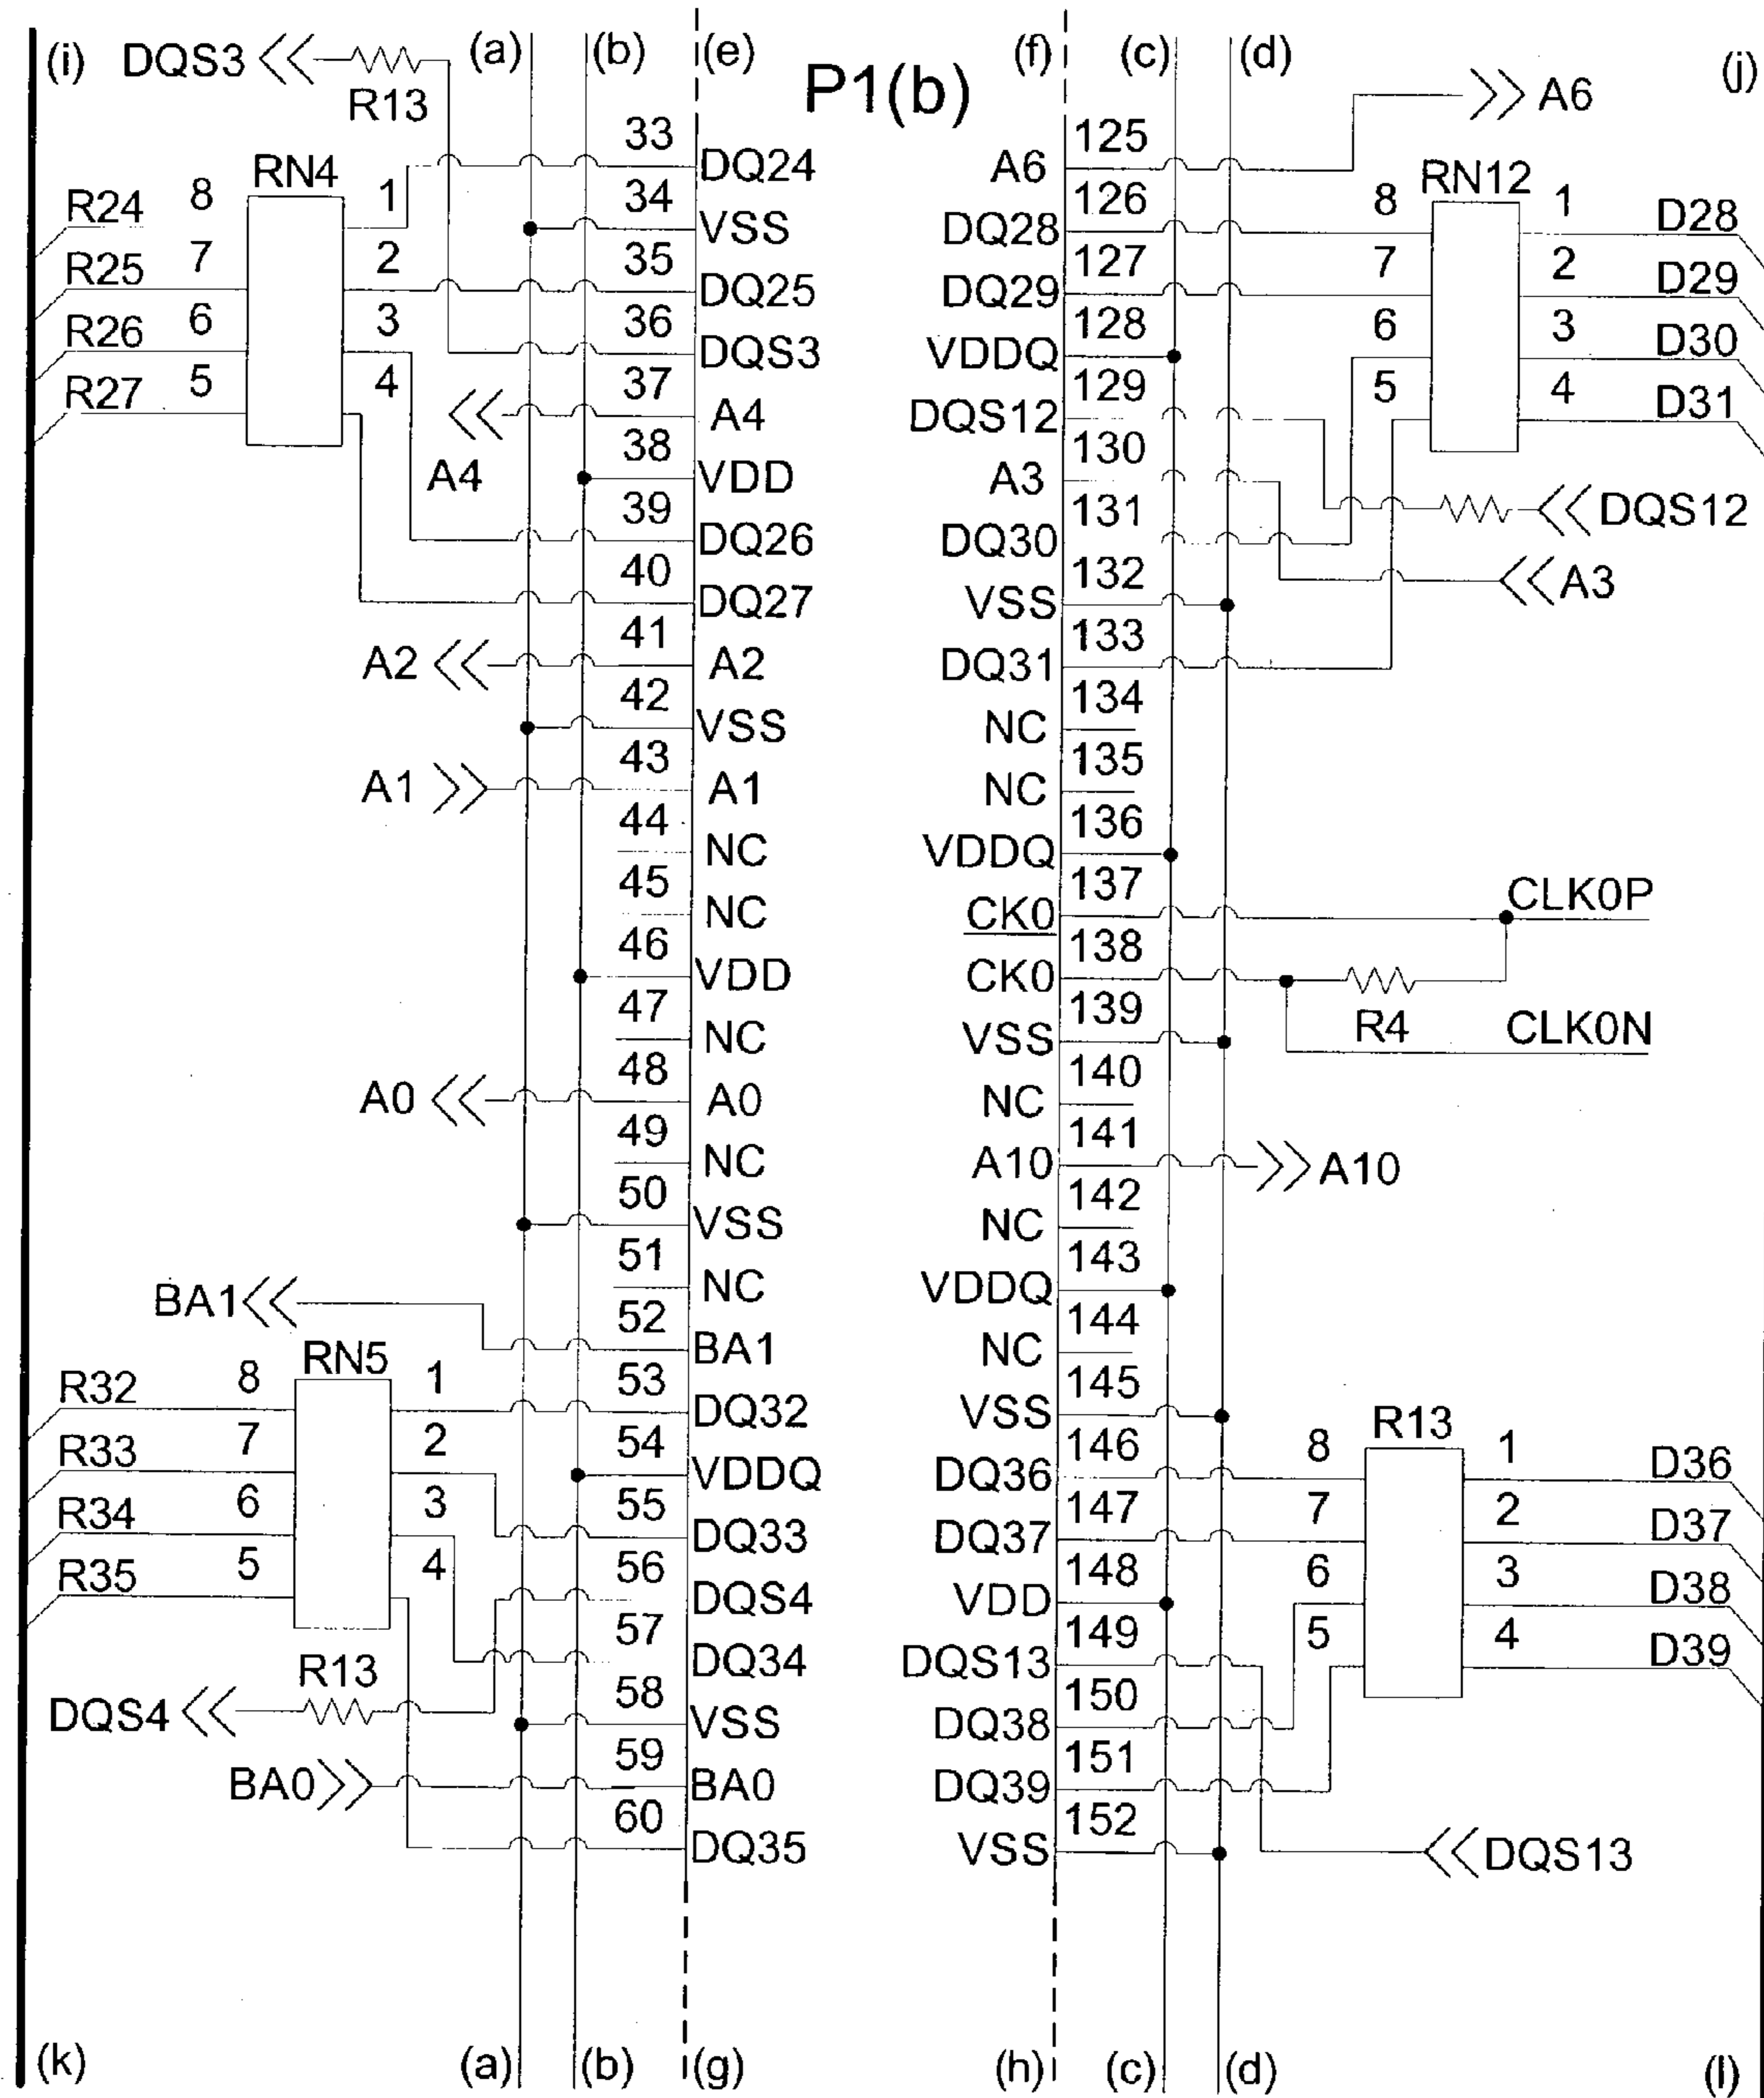 (i) DQS3 (a) (b) (e) P1(b) (f) (c) (d) (j)
R13 A6
33 125
RN4 DQ24 A6 RN12
R24 8 1 34 126 8 1 D28
VSS DQ28
R25 7 2 35 127 7 2 D29
DQ25 DQ29
R26 6 3 36 128 6 3 D30
DQS3 VDDQ
R27 5 4 37 129 5 4 D31
A4 DQS12
38 130
A4 VDD A3
39 131 DQS12
DQ26 DQ30
40 132 A3
DQ27 VSS
41 133
A2 A2 DQ31
42 134
VSS NC
43 135
A1 A1 NC
44 136
NC VDDQ
45 137 CLK0P
NC CK0
46 138
VDD CK0
47 139 R4 CLK0N
NC VSS
48 140
A0 A0 NC
49 141
NC A10 A10
50 142
VSS NC
51 143
BA1 NC VDDQ
52 144
RN5 BA1 NC
R32 8 1 53 145
DQ32 VSS R13
R33 7 2 54 146 8 1 D36
VDDQ DQ36
R34 6 3 55 147 7 2 D37
DQ33 DQ37
R35 5 4 56 148 6 3 D38
DQS4 VDD
57 149 5 4 D39
R13 DQ34 DQS13
58 150
DQS4 VSS DQ38
59 151
BA0 BA0 DQ39
60 152
DQ35 VSS DQS13
(k) (a) (b) (g) (h) (c) (d) (l)